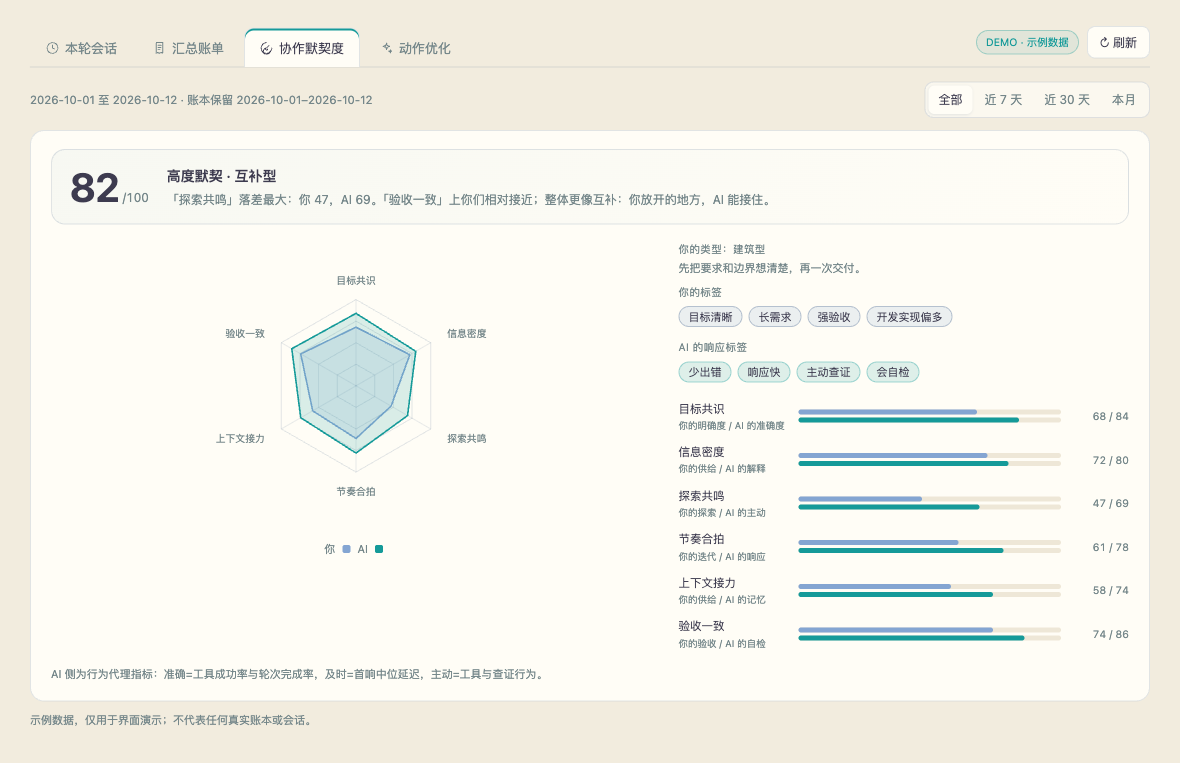 本轮会话
汇总账单
协作默契度
动作优化
DEMO · 示例数据
刷新
2026-10-01 至 2026-10-12 · 账本保留 2026-10-01–2026-10-12
全部
近 7 天
近 30 天
本月
82 /100
高度默契 · 互补型
「探索共鸣」落差最大：你 47，AI 69。「验收一致」上你们相对接近；整体更像互补：你放开的地方，AI 能接住。
目标共识
信息密度
探索共鸣
节奏合拍
上下文接力
验收一致
你
AI
你的类型：建筑型
先把要求和边界想清楚，再一次交付。
你的标签
目标清晰
长需求
强验收
开发实现偏多
AI 的响应标签
少出错
响应快
主动查证
会自检
目标共识
你的明确度 / AI 的准确度
68 / 84
信息密度
你的供给 / AI 的解释
72 / 80
探索共鸣
你的探索 / AI 的主动
47 / 69
节奏合拍
你的迭代 / AI 的响应
61 / 78
上下文接力
你的供给 / AI 的记忆
58 / 74
验收一致
你的验收 / AI 的自检
74 / 86
AI 侧为行为代理指标：准确=工具成功率与轮次完成率，及时=首响中位延迟，主动=工具与查证行为。
示例数据，仅用于界面演示；不代表任何真实账本或会话。